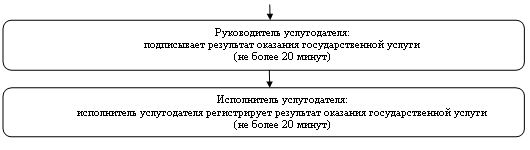 Руководитель услугодателя:
подписывает результат оказания государственной услуги
(не более 20 минут)
Исполнитель услугодателя:
исполнитель услугодателя регистрирует результат оказания государственной услуги
(не более 20 минут)